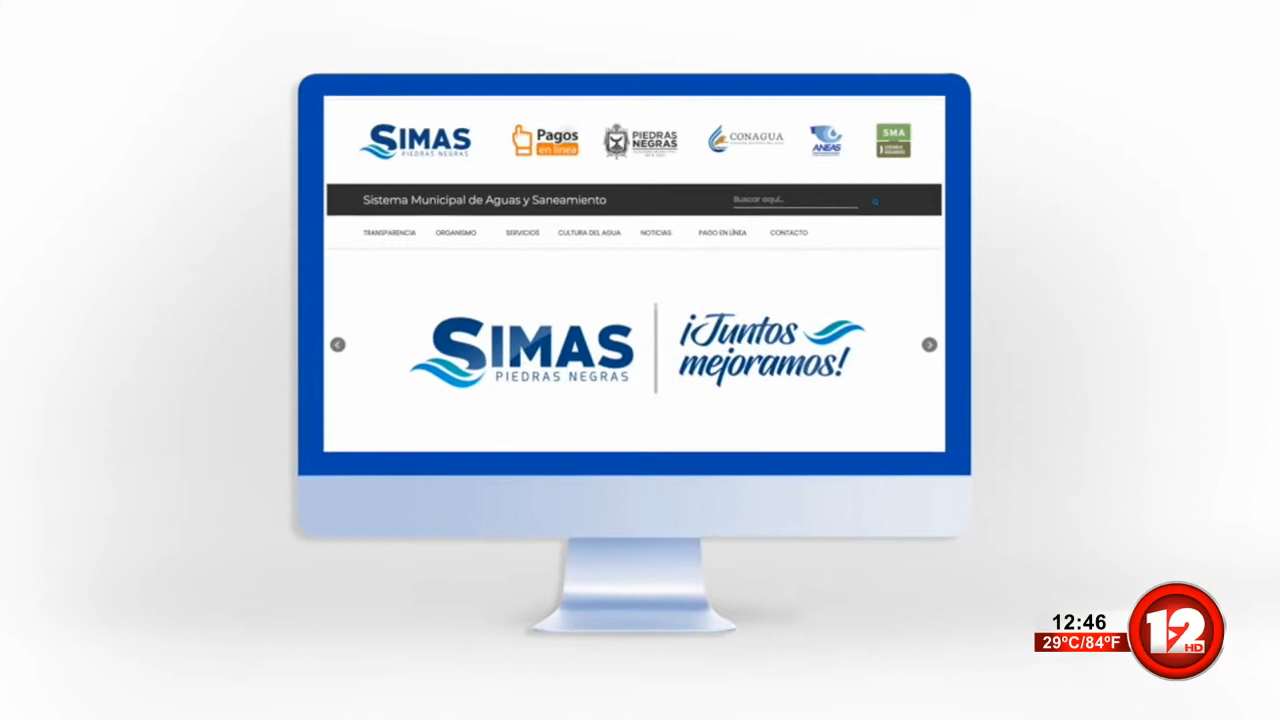 SIMAS
PIEDRAS NEGRAS
Pagos
en línea
PIEDRAS
NEGRAS
CONAGUA
ANEAS
SMA
Sistema Municipal de Aguas y Saneamiento
Buscar aquí...
TRANSPARENCIA
ORGANISMO
SERVICIOS
CULTURA DEL AGUA
NOTICIAS
PAGO EN LÍNEA
CONTACTO
SIMAS
PIEDRAS NEGRAS
¡Juntos
mejoramos!
12:46
29°C/84°F
12
HD